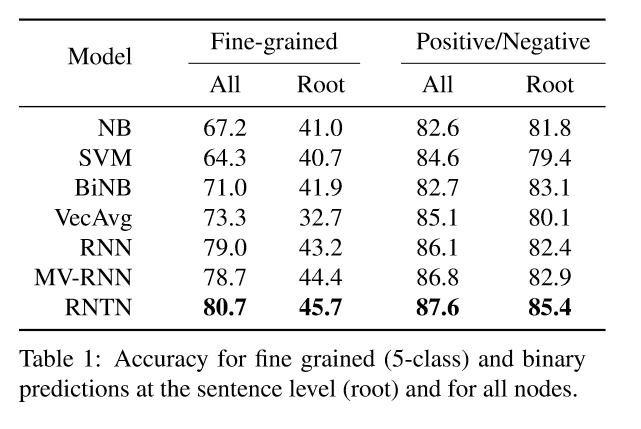 Model Fine-grained Positive/Negative
All Root All Root
NB 67.2 41.0 82.6 81.8
SVM 64.3 40.7 84.6 79.4
BiNB 71.0 41.9 82.7 83.1
VecAvg 73.3 32.7 85.1 80.1
RNN 79.0 43.2 86.1 82.4
MV-RNN 78.7 44.4 86.8 82.9
RNTN 80.7 45.7 87.6 85.4
Table 1: Accuracy for fine grained (5-class) and binary
predictions at the sentence level (root) and for all nodes.